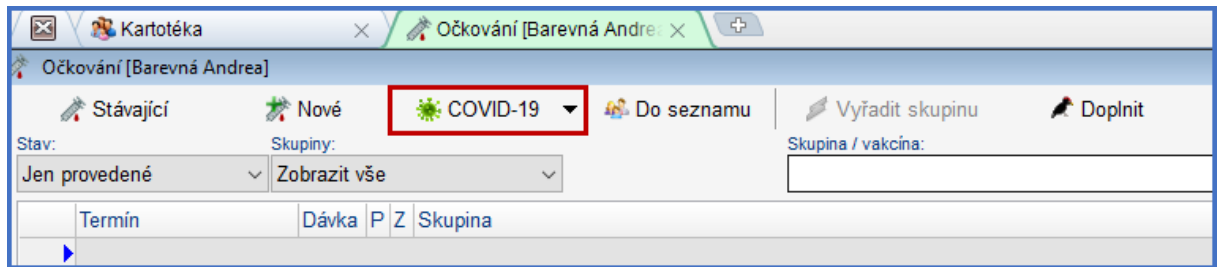 Kartotéka Očkování [Barevná Andrea
Očkování [Barevná Andrea]
Stávající Nové COVID-19 Do seznamu Vyřadit skupinu Doplnit
Stav: Skupiny: Skupina / vakcína:
Jen provedené Zobrazit vše
Termín Dávka P Z Skupina